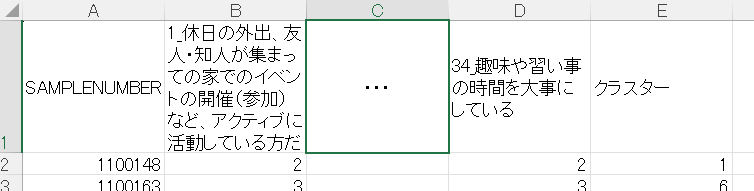 A B C D E
1_休日の外出、友
人・知人が集まっ
ての家でのイベン
トの開催(参加)
など、アクティブに
活動している方だ
SAMPLENUMBER
…
34_趣味や習い事
の時間を大事に
している
クラスター
1
2 1100148 2 2 1
3 1100163 3 3 6